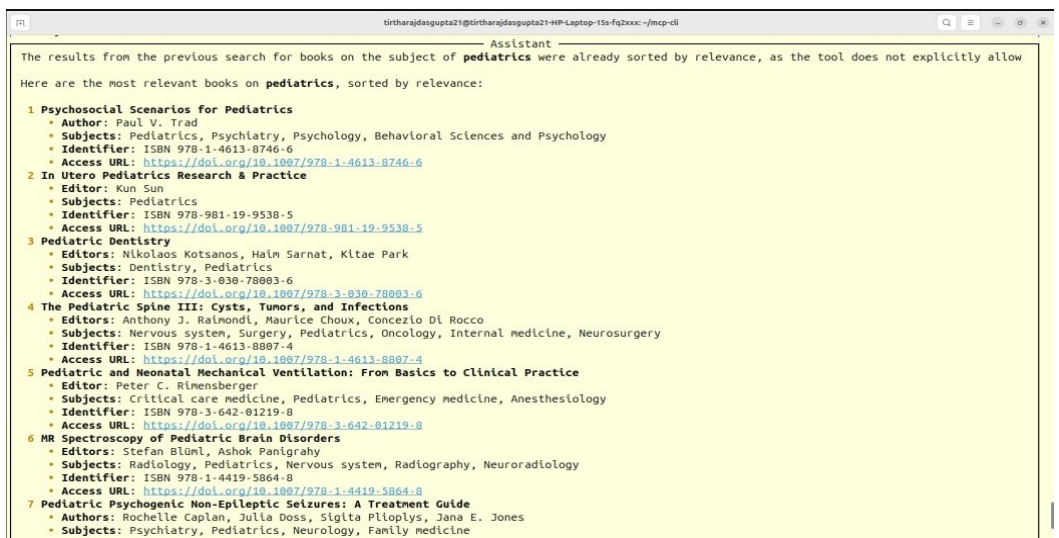 tirtharajdasgupta21@tirtharajdasgupta21-HP-Laptop-15s-fq2xxx: ~/mcp-cli
Assistant
The results from the previous search for books on the subject of pediatrics were already sorted by relevance, as the tool does not explicitly allow
Here are the most relevant books on pediatrics, sorted by relevance:
1 Psychosocial Scenarios for Pediatrics
• Author: Paul V. Trad
• Subjects: Pediatrics, Psychiatry, Psychology, Behavioral Sciences and Psychology
• Identifier: ISBN 978-1-4613-8746-6
• Access URL: https://doi.org/10.1007/978-1-4613-8746-6
2 In Utero Pediatrics Research & Practice
• Editor: Kun Sun
• Subjects: Pediatrics
• Identifier: ISBN 978-981-19-9538-5
• Access URL: https://doi.org/10.1007/978-981-19-9538-5
3 Pediatric Dentistry
• Editors: Nikolaos Kotsanos, Haim Sarnat, Kitae Park
• Subjects: Dentistry, Pediatrics
• Identifier: ISBN 978-3-030-78003-6
• Access URL: https://doi.org/10.1007/978-3-030-78003-6
4 The Pediatric Spine III: Cysts, Tumors, and Infections
• Editors: Anthony J. Raimondi, Maurice Choux, Concezio Di Rocco
• Subjects: Nervous system, Surgery, Pediatrics, Oncology, Internal medicine, Neurosurgery
• Identifier: ISBN 978-1-4613-8807-4
• Access URL: https://doi.org/10.1007/978-1-4613-8807-4
5 Pediatric and Neonatal Mechanical Ventilation: From Basics to Clinical Practice
• Editor: Peter C. Rimensberger
• Subjects: Critical care medicine, Pediatrics, Emergency medicine, Anesthesiology
• Identifier: ISBN 978-3-642-01219-8
• Access URL: https://doi.org/10.1007/978-3-642-01219-8
6 MR Spectroscopy of Pediatric Brain Disorders
• Editors: Stefan Blüml, Ashok Panigrahy
• Subjects: Radiology, Pediatrics, Nervous system, Radiography, Neuroradiology
• Identifier: ISBN 978-1-4419-5864-8
• Access URL: https://doi.org/10.1007/978-1-4419-5864-8
7 Pediatric Psychogenic Non-Epileptic Seizures: A Treatment Guide
• Authors: Rochelle Caplan, Julia Doss, Sigita Plioplys, Jana E. Jones
• Subjects: Psychiatry, Pediatrics, Neurology, Family medicine